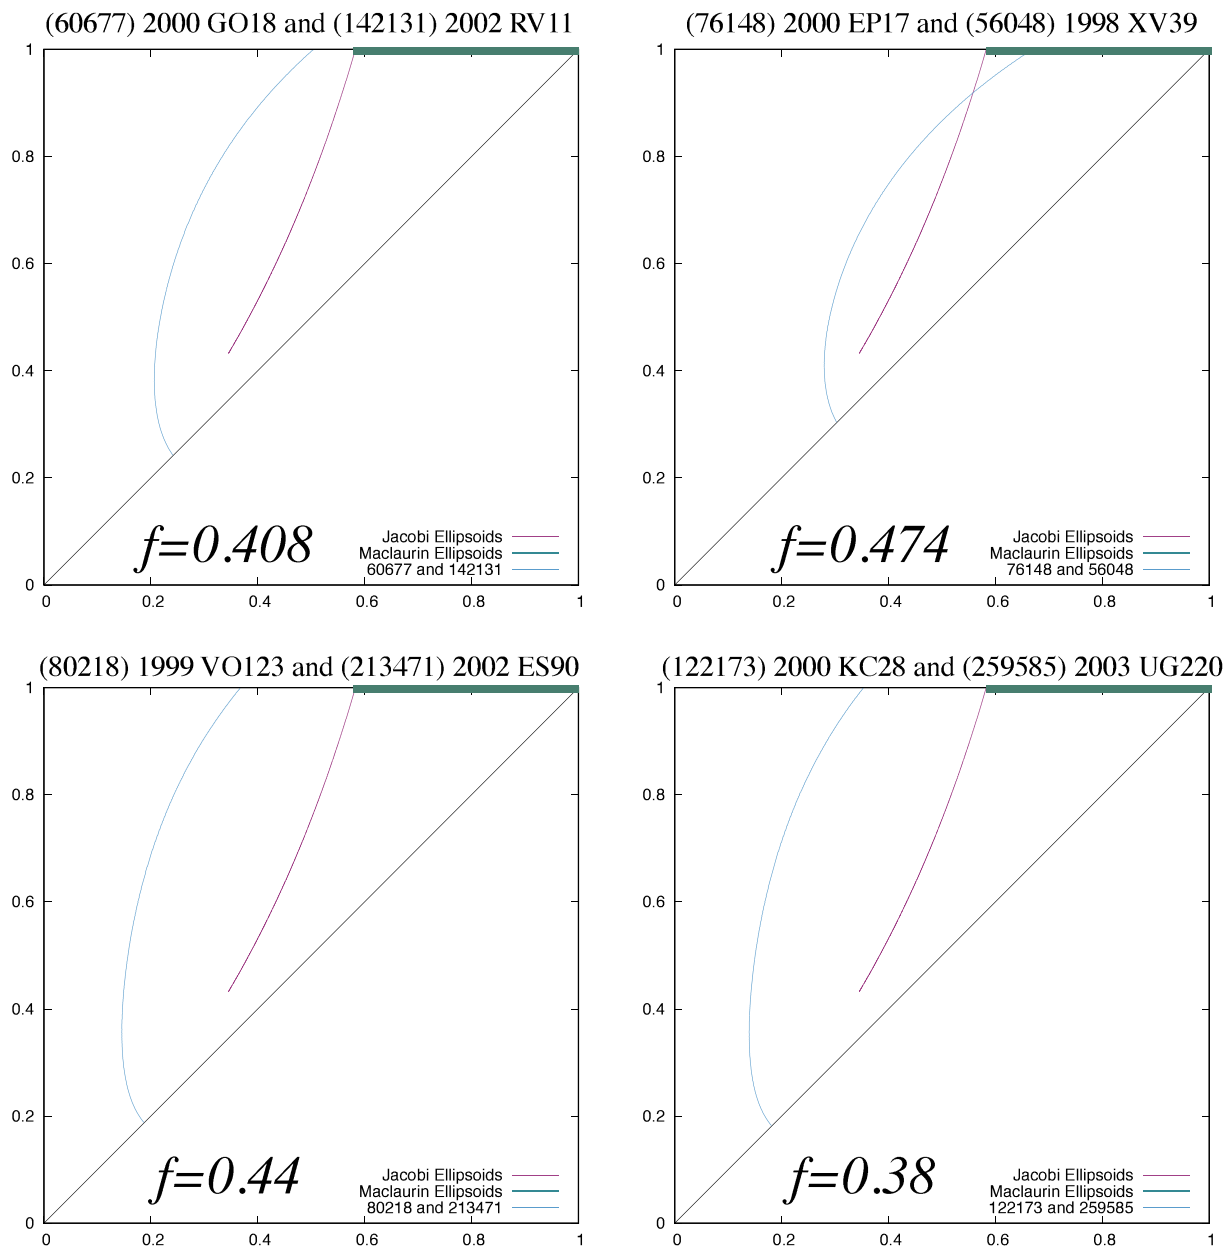 (60677) 2000 GO18 and (142131) 2002 RV11
1
0.8
0.6
0.4
0.2
0
f=0.408
Jacobi Ellipsoids
Maclaurin Ellipsoids
60677 and 142131
0 0.2 0.4 0.6 0.8 1
(76148) 2000 EP17 and (56048) 1998 XV39
1
0.8
0.6
0.4
0.2
0
f=0.474
Jacobi Ellipsoids
Maclaurin Ellipsoids
76148 and 56048
0 0.2 0.4 0.6 0.8 1
(80218) 1999 VO123 and (213471) 2002 ES90
1
0.8
0.6
0.4
0.2
0
f=0.44
Jacobi Ellipsoids
Maclaurin Ellipsoids
80218 and 213471
0 0.2 0.4 0.6 0.8 1
(122173) 2000 KC28 and (259585) 2003 UG220
1
0.8
0.6
0.4
0.2
0
f=0.38
Jacobi Ellipsoids
Maclaurin Ellipsoids
122173 and 259585
0 0.2 0.4 0.6 0.8 1